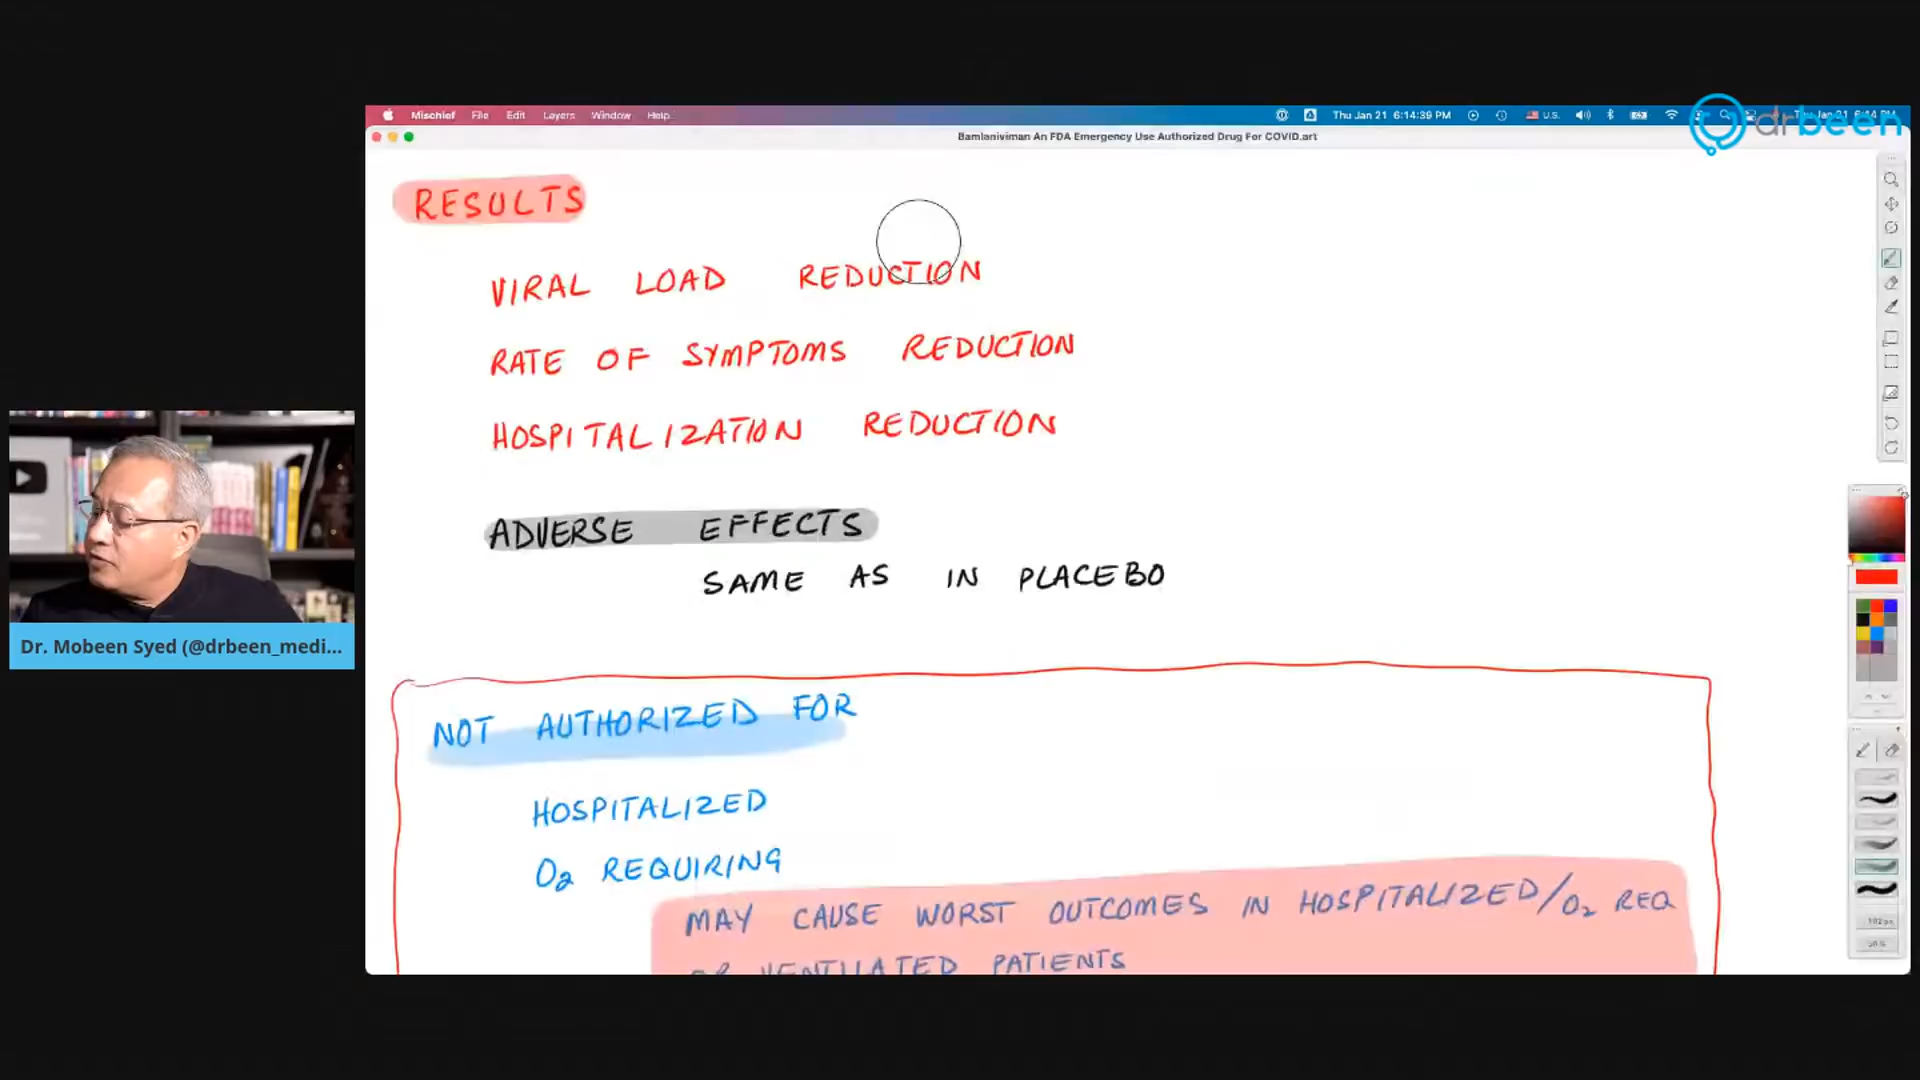 Mischief File Edit Layers Window Help
U.S. Thu Jan 21 6:14:39 PM
drbeen
Bamlaniviman An FDA Emergency Use Authorized Drug For COVID.art
RESULTS
VIRAL LOAD REDUCTION
RATE OF SYMPTOMS REDUCTION
HOSPITALIZATION REDUCTION
ADVERSE EFFECTS
SAME AS IN PLACEBO
Dr. Mobeen Syed (@drbeen_medi...
NOT AUTHORIZED FOR
HOSPITALIZED
O2 REQUIRING
MAY CAUSE WORST OUTCOMES IN HOSPITALIZED/O2 REQ
OR VENTILATED PATIENTS